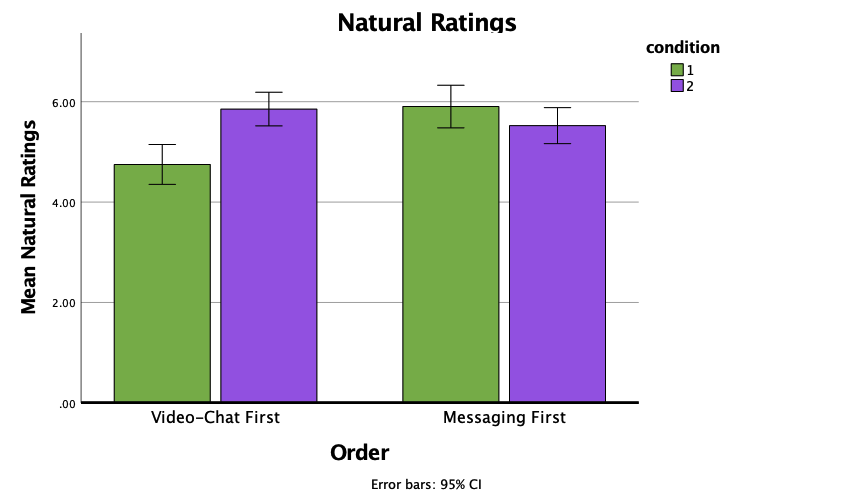 Natural Ratings
condition
1
2
Mean Natural Ratings
6.00
4.00
2.00
.00
Video-Chat First
Messaging First
Order
Error bars: 95% CI